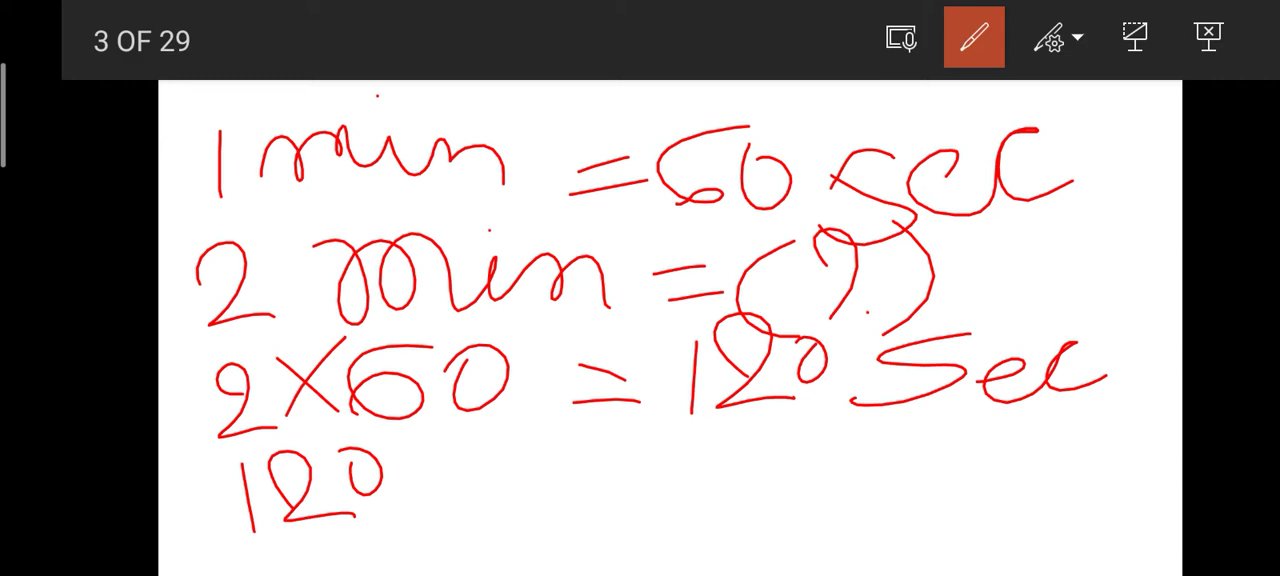 3 OF 29
1 min = 60 sec
2 min = (?)
2×60 = 120 Sec
120